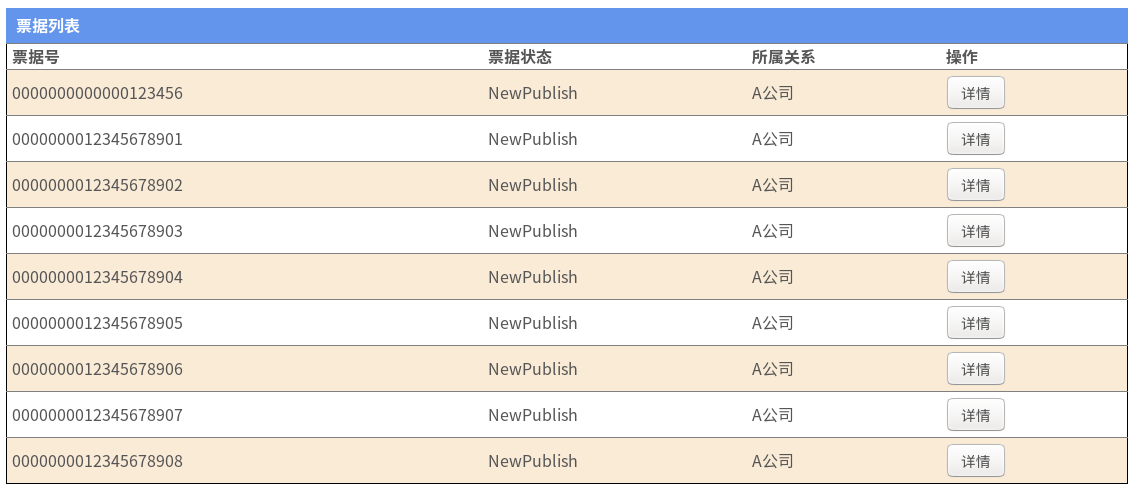 票据列表
票据号 票据状态 所属关系 操作
0000000000000123456 NewPublish A公司 详情
0000000012345678901 NewPublish A公司 详情
0000000012345678902 NewPublish A公司 详情
0000000012345678903 NewPublish A公司 详情
0000000012345678904 NewPublish A公司 详情
0000000012345678905 NewPublish A公司 详情
0000000012345678906 NewPublish A公司 详情
0000000012345678907 NewPublish A公司 详情
0000000012345678908 NewPublish A公司 详情